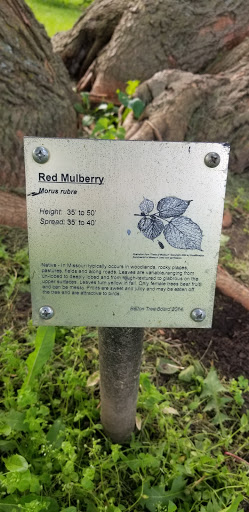 Red Mulberry
Morus rubra
Height: 35' to 50'
Spread: 35' to 40'
Native - In Missouri typically occurs in woodlands, rocky places,
pastures, fields and along roads. Leaves are variable ranging from
unlobed to deeply lobed and from rough-textured to glabrous on the
upper surfaces. Leaves turn yellow in fall. Only female trees bear fruit
and can be messy. Fruits are sweet and juicy and may be eaten off
the tree and are attractive to birds.
Tree Board